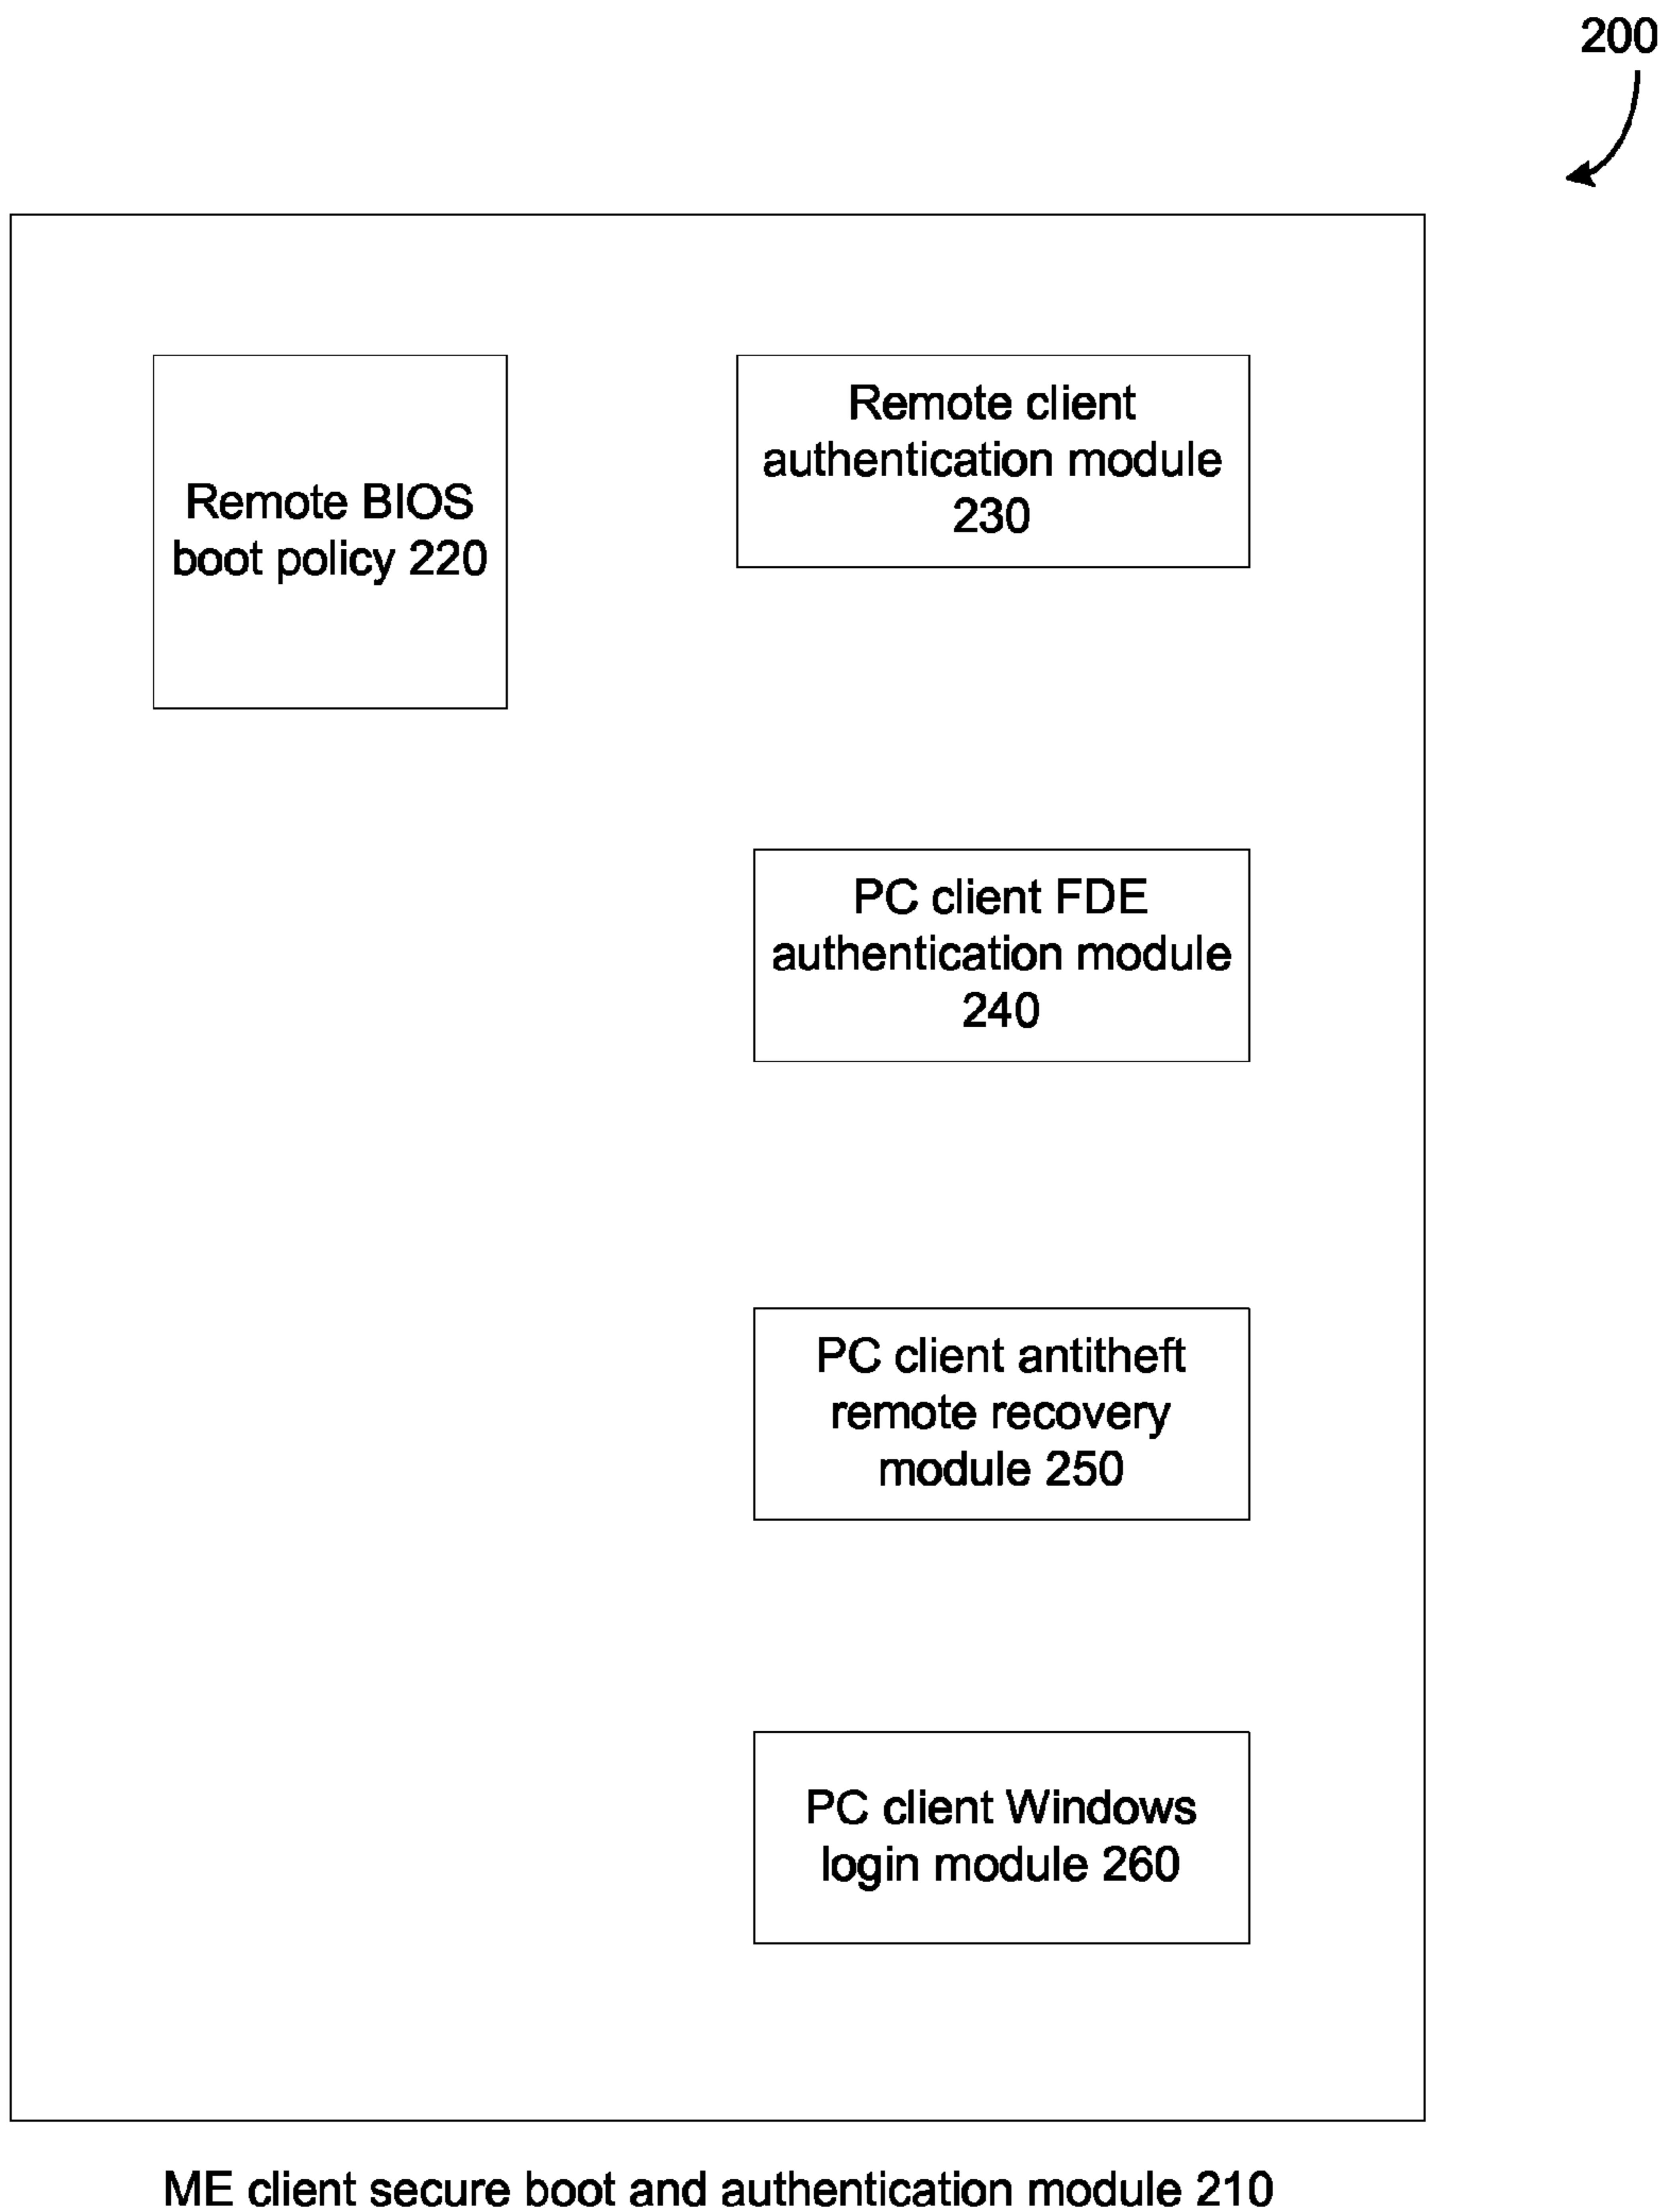 200
Remote BIOS
boot policy 220
Remote client
authentication module
230
PC client FDE
authentication module
240
PC client antitheft
remote recovery
module 250
PC client Windows
login module 260
ME client secure boot and authentication module 210